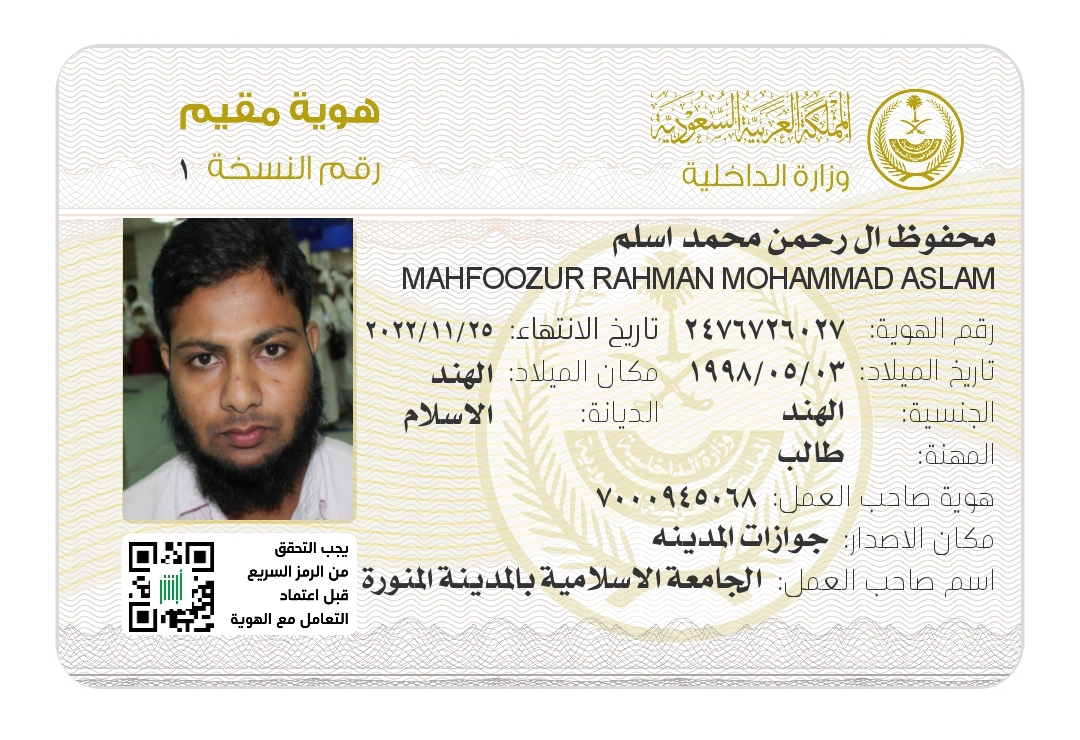 المملكة العربية السعودية
وزارة الداخلية
هوية مقيم
رقم النسخة ١
محفوظ ال رحمن محمد اسلم
MAHFOOZUR RAHMAN MOHAMMAD ASLAM
رقم الهوية: ٢٤٧٦٧٢٦٠٢٧ تاريخ الانتهاء: ٢٠٢٢/١١/٢٥
تاريخ الميلاد: ١٩٩٨/٠٥/٠٣ مكان الميلاد: الهند
الجنسية: الهند الديانة: الاسلام
المهنة: طالب
هوية صاحب العمل: ٧٠٠٠٩٤٥٠٦٨
مكان الاصدار: جوازات المدينه
اسم صاحب العمل: الجامعة الاسلامية بالمدينة المنورة
يجب التحقق
من الرمز السريع
قبل اعتماد
التعامل مع الهوية